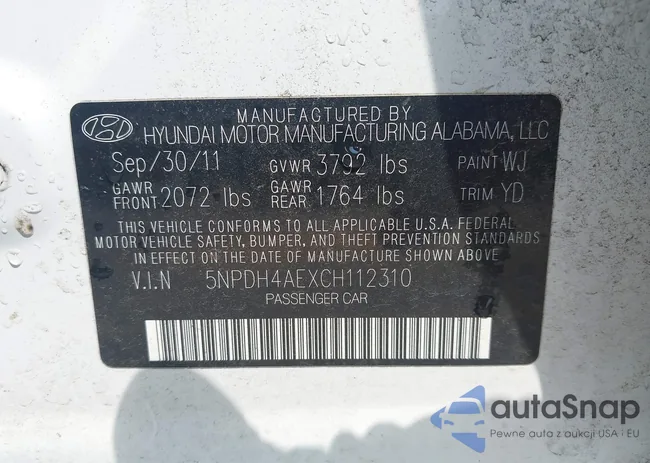 MANUFACTURED BY
HYUNDAI MOTOR MANUFACTURING ALABAMA, LLC
Sep/30/11 GVWR 3792 lbs PAINT WJ
GAWR FRONT 2072 lbs GAWR REAR 1764 lbs TRIM YD
THIS VEHICLE CONFORMS TO ALL APPLICABLE U.S.A. FEDERAL
MOTOR VEHICLE SAFETY, BUMPER, AND THEFT PREVENTION STANDARDS
IN EFFECT ON THE DATE OF MANUFACTURE SHOWN ABOVE.
V.I.N 5NPDH4AEXCH112310
PASSENGER CAR
autaSnap
Pewne auta z aukcji USA i EU